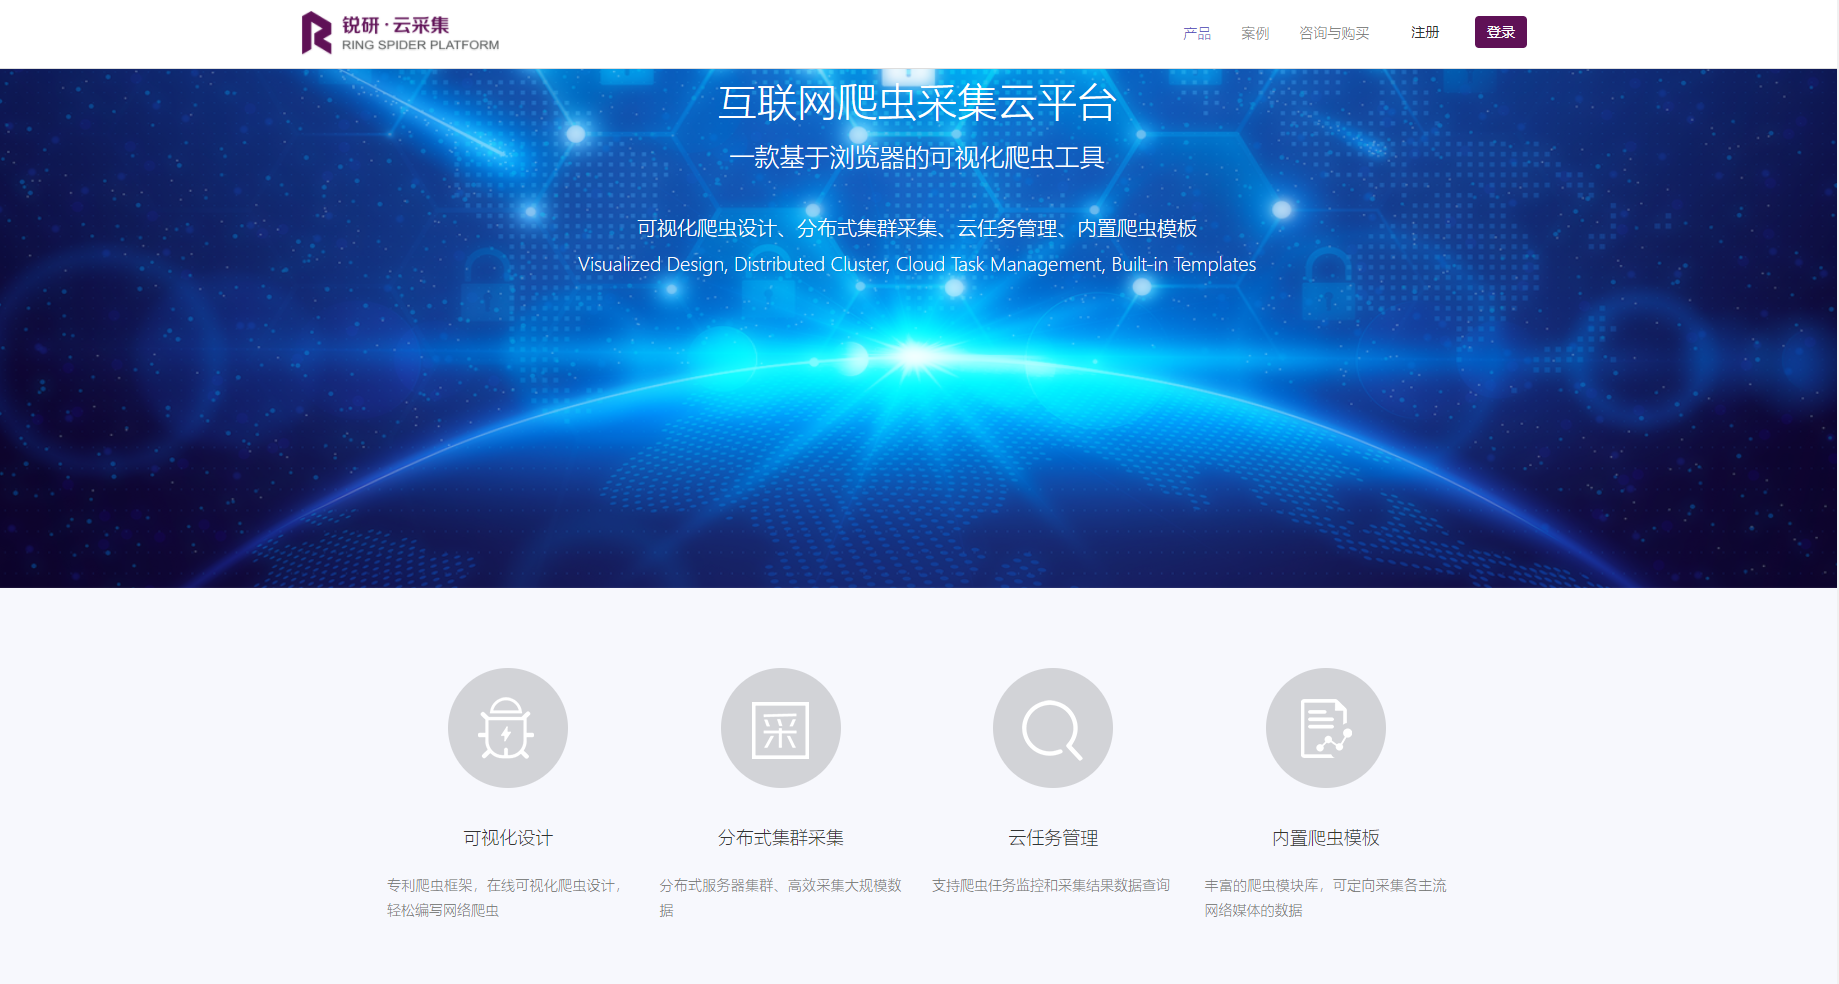 锐研·云采集
RING SPIDER PLATFORM
产品
案例
咨询与购买
注册
登录
互联网爬虫采集云平台
一款基于浏览器的可视化爬虫工具
可视化爬虫设计、分布式集群采集、云任务管理、内置爬虫模板
Visualized Design, Distributed Cluster, Cloud Task Management, Built-in Templates
采
可视化设计
专利爬虫框架，在线可视化爬虫设计，
轻松编写网络爬虫
分布式集群采集
分布式服务器集群、高效采集大规模数
据
云任务管理
支持爬虫任务监控和采集结果数据查询
内置爬虫模板
丰富的爬虫模块库，可定向采集各主流
网络媒体的数据